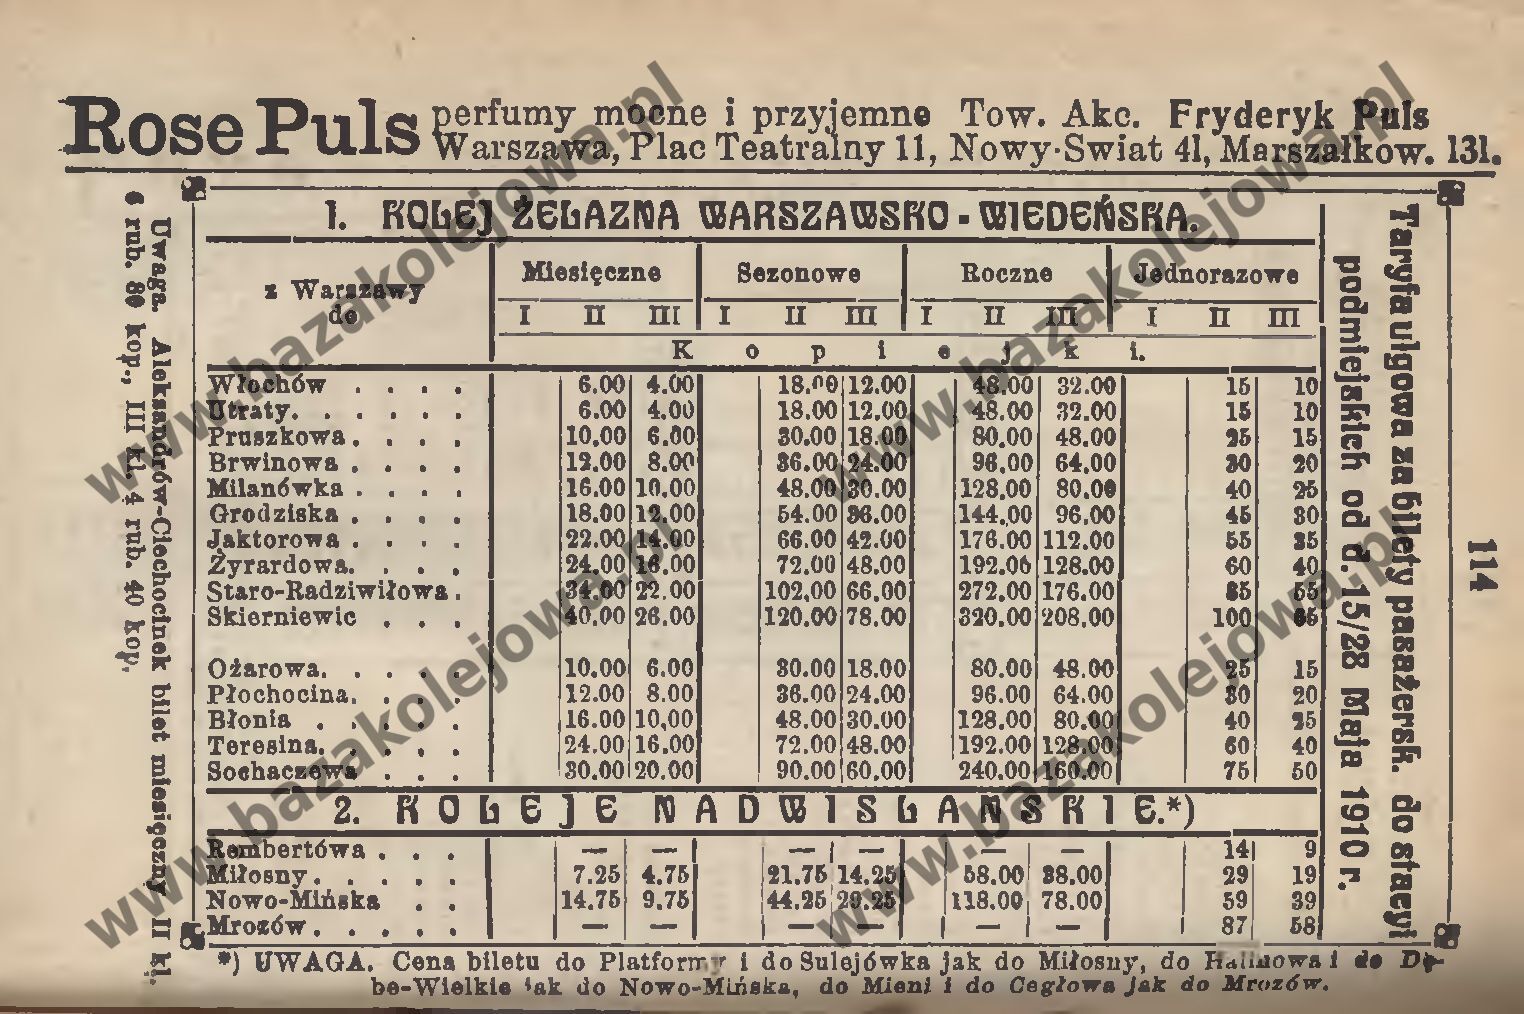 Rose Puls perfumy mocne i przyjemne Tow. Akc. Fryderyk Puls
Warszawa, Plac Teatralny 11, Nowy-Swiat 41, Marszałkow. 131.
1. KOLEJ ŻELAZNA WARSZAWSKO-WIEDEŃSKA.
z Warszawy do Miesięczne Sezonowe Roczne Jednorazowe
I II III I II III I II III I II III
Kopiejki.
Włochów . . . . 6.00 4.00 18.00 12.00 48.00 32.00 15 10
Utraty. . . . . . 6.00 4.00 18.00 12.00 48.00 32.00 15 10
Pruszkowa. . . . 10.00 6.00 30.00 18.00 80.00 48.00 25 15
Brwinowa . . . . 12.00 8.00 36.00 24.00 96.00 64.00 30 20
Milanówka . . . . 16.00 10.00 48.00 30.00 128.00 80.00 40 25
Grodziska . . . . 18.00 12.00 54.00 36.00 144.00 96.00 45 30
Jaktorowa . . . . 22.00 14.00 66.00 42.00 176.00 112.00 55 35
Żyrardowa. . . . 24.00 16.00 72.00 48.00 192.00 128.00 60 40
Staro-Radziwiłowa . 34.00 22.00 102.00 66.00 272.00 176.00 85 55
Skierniewic . . . 40.00 26.00 120.00 78.00 320.00 208.00 100 65
Ożarowa. . . . . 10.00 6.00 30.00 18.00 80.00 48.00 25 15
Płochocina. . . . 12.00 8.00 36.00 24.00 96.00 64.00 30 20
Błonia . . . . . 16.00 10,00 48.00 30.00 128.00 80.00 40 25
Teresina. . . . . 24.00 16.00 72.00 48.00 192.00 128.00 60 40
Sochaczewa . . . 30.00 20.00 90.00 60.00 240.00 160.00 75 50
2. KOLEJE NADWIŚLAŃSKIE.*)
Rembertówa . . . — — — — — — 14 9
Miłosny. . . . . 7.25 4.75 21.75 14.25 58.00 38.00 29 19
Nowo-Mińska . . 14.75 9.75 44.25 29.25 118.00 78.00 59 39
Mrozów. . . . . — — — — — — 87 58
*) UWAGA. Cena biletu do Platformy i do Sulejówka jak do Miłosny, do Halinowa i do Dę-
be-Wielkie jak do Nowo-Mińska, do Mieni i do Cegłowa jak do Mrozów.
Uwaga. Aleksandrów-Ciechocinek bilet miesięczny II kl.
6 rub. 80 kop., III kl. 4 rub. 40 kop.
Taryfa ulgowa za bilety pasażersk. do stacyi
podmiejskich od d. 15/28 Maja 1910 r.
114
www.bazakolejowa.pl
www.bazakolejowa.pl
www.bazakolejowa.pl
www.bazakolejowa.pl